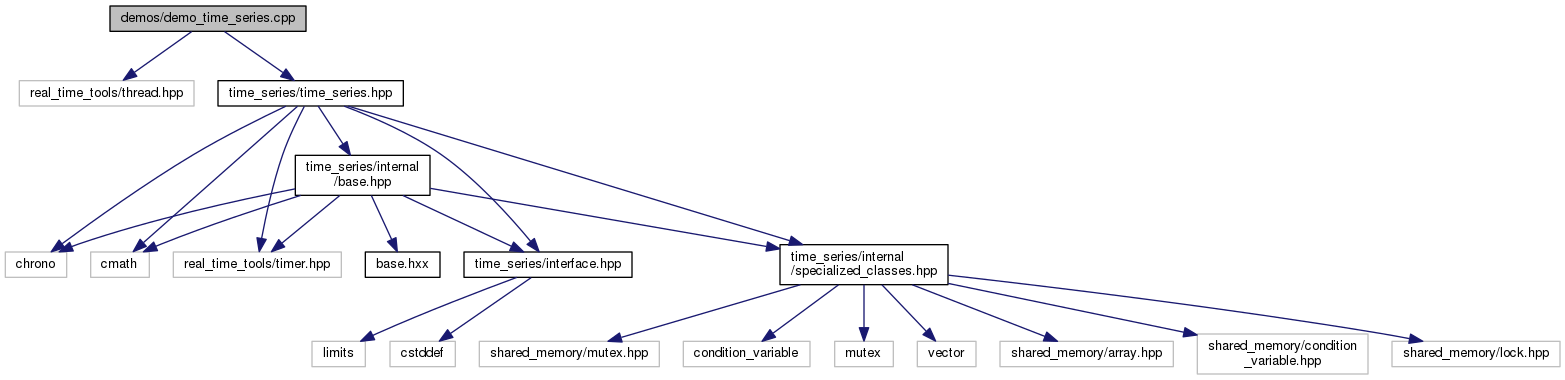 demos/demo_time_series.cpp
real_time_tools/thread.hpp
time_series/time_series.hpp
time_series/internal
/base.hpp
chrono
cmath
real_time_tools/timer.hpp
base.hxx
time_series/interface.hpp
time_series/internal
/specialized_classes.hpp
limits
cstddef
shared_memory/mutex.hpp
condition_variable
mutex
vector
shared_memory/array.hpp
shared_memory/condition
_variable.hpp
shared_memory/lock.hpp